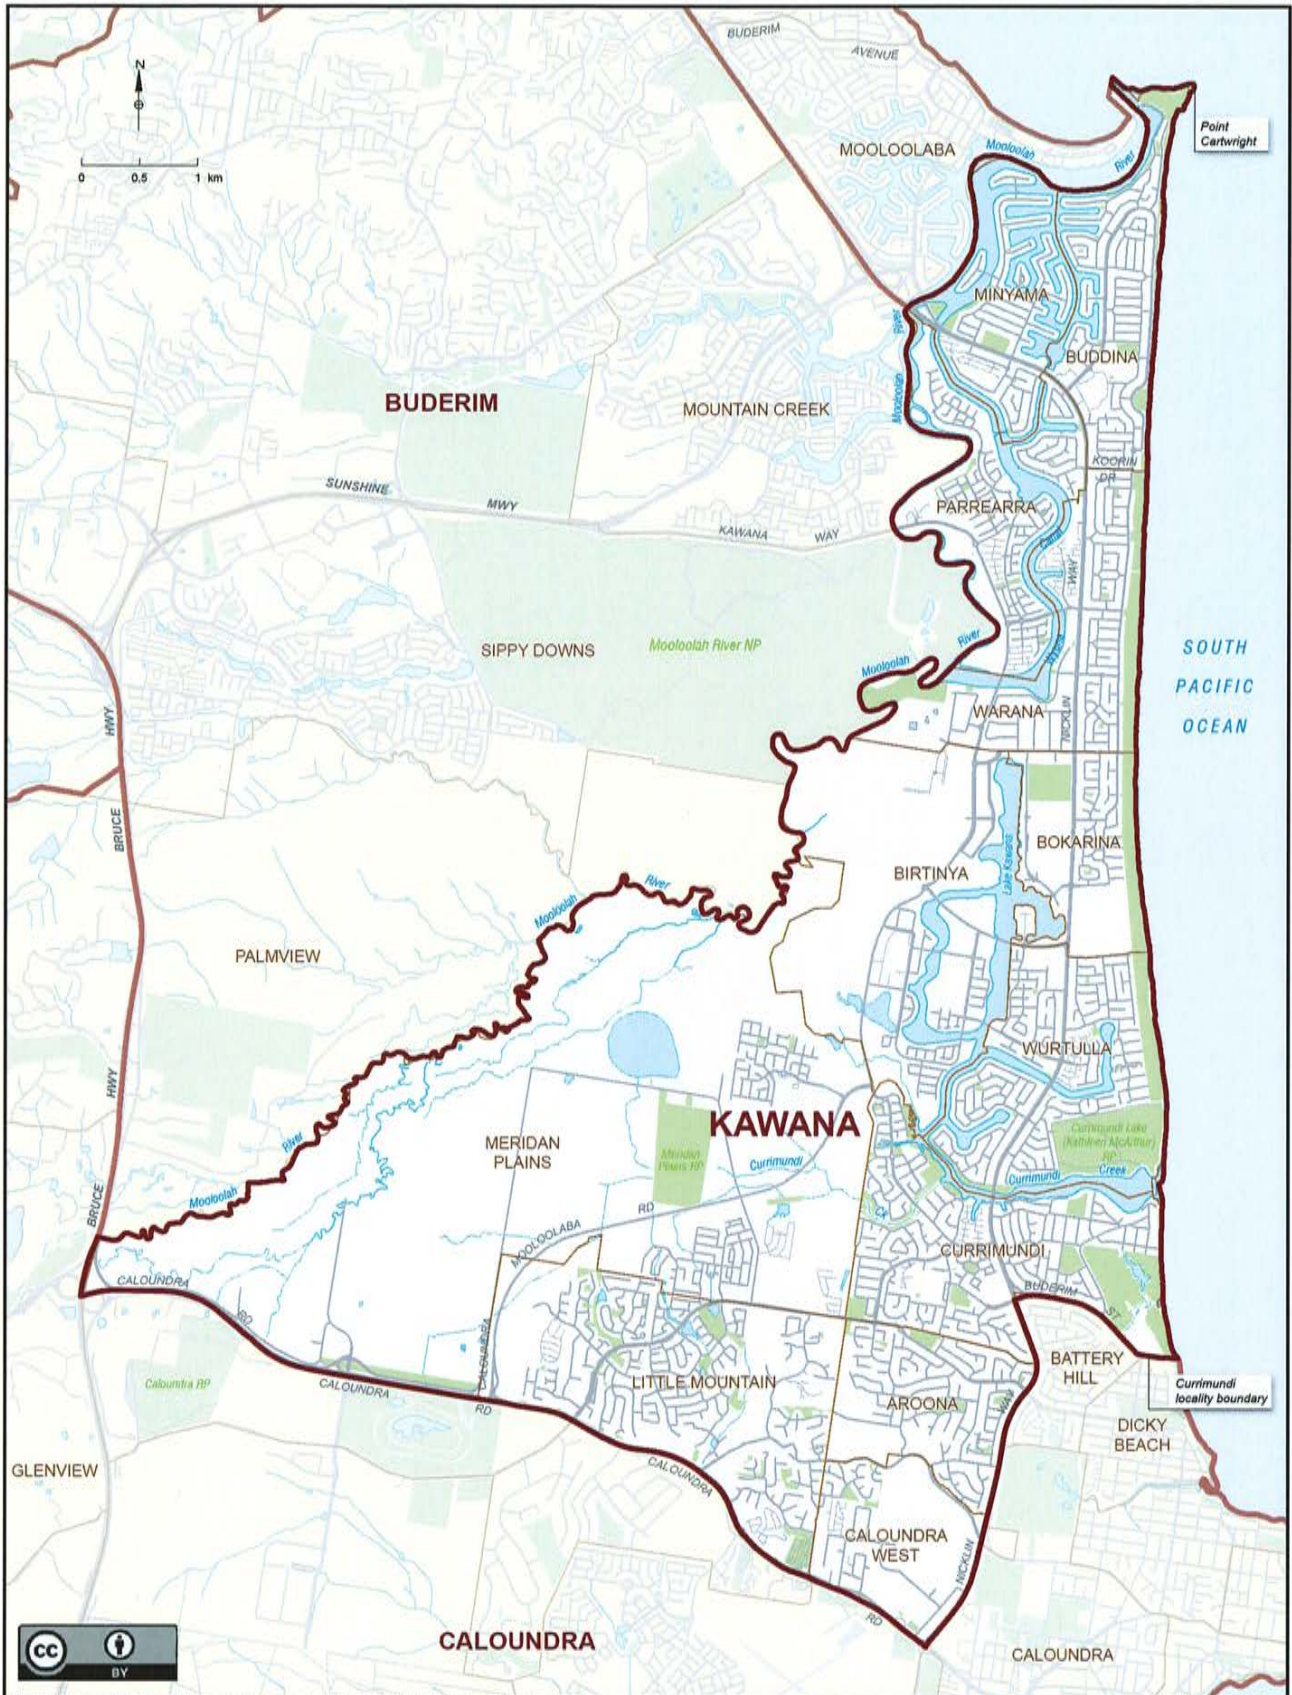 BUDERIM
AVENUE
N
0 0.5 1 km
Point
Cartwright
MOOLOOLABA
Mooloolah
River
MINYAMA
River
Mooloolah
BUDDINA
BUDERIM
MOUNTAIN CREEK
KOORIN
DR
SUNSHINE
MWY
PARREARRA
KAWANA
WAY
Canal
WAY
SIPPY DOWNS
Mooloolah River NP
River
Mooloolah
SOUTH
PACIFIC
OCEAN
WARANA
NICKLIN
HWY
BRUCE
BOKARINA
Lake Kawana
BIRTINYA
River
Mooloolah
PALMVIEW
WURTULLA
HWY
KAWANA
Currimundi Lake
(Kathleen McArthur)
RP
MERIDAN
PLAINS
Meridan
Plains RP
River
Currimundi
Currimundi
Creek
Mooloolah
BRUCE
RD
MOOLOOLABA
Ck
CURRIMUNDI
CALOUNDRA
BUDERIM
ST
RD
CALOUNDRA
BATTERY
HILL
Caloundra RP
CALOUNDRA
RD
LITTLE MOUNTAIN
AROONA
WAY
Currimundi
locality boundary
DICKY
BEACH
GLENVIEW
CALOUNDRA
CALOUNDRA
WEST
NICKLIN
RD
CALOUNDRA
CALOUNDRA
cc
BY